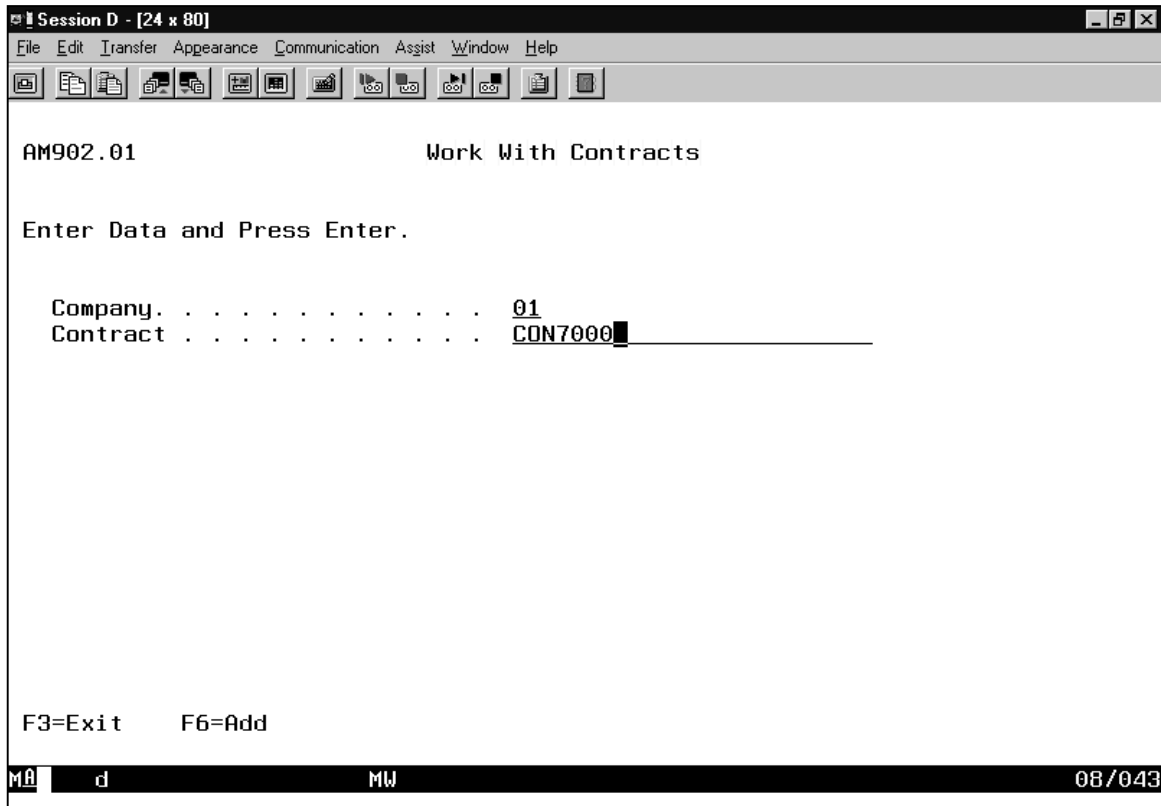 Session D - [24 x 80]
File Edit Transfer Appearance Communication Assist Window Help
AM902.01 Work With Contracts
Enter Data and Press Enter.
Company. . . . . . . . . . . . 01
Contract . . . . . . . . . . . CON7000
F3=Exit F6=Add
MA d MW 08/043